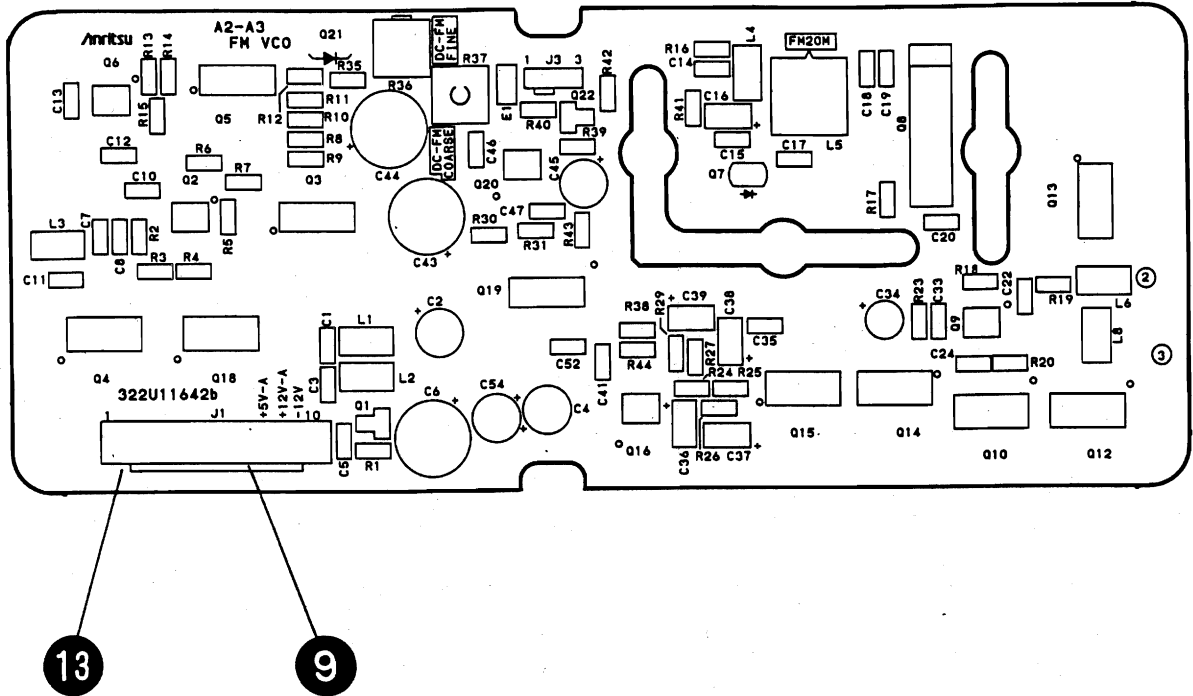 /Inritsu
A2-A3
FM VCO
Q21
DC-FM
FINE
R37
1 J3 3
R42
R16
C14
L4
FM20M
R13
R14
Q6
R35
R36
C13
R15
Q5
R12
R11
R10
R8
R9
E1
Q22
R40
R39
R41
C16
C18
C19
Q8
DC-FM
COARSE
C44
C46
C45
Q20
C15
C17
L5
Q7
C12
R6
R7
C10
Q2
Q3
Q13
R17
C20
L3
C7
C8
R2
R5
C47
R30
R31
R43
C43
R3
R4
C11
Q19
R18
C22
R19
L6
2
C2
R38
R29
C39
C38
C35
C34
R23
C33
Q9
L8
C1
L1
C52
C41
R44
R27
R24
R25
C24
R20
3
Q4
Q18
L2
C3
C6
C54
C4
322U11642b
+5V-A
+12V-A
-12V
1 J1 10
Q1
C5
R1
Q16
C36
R26
C37
Q15
Q14
Q10
Q12
13
9